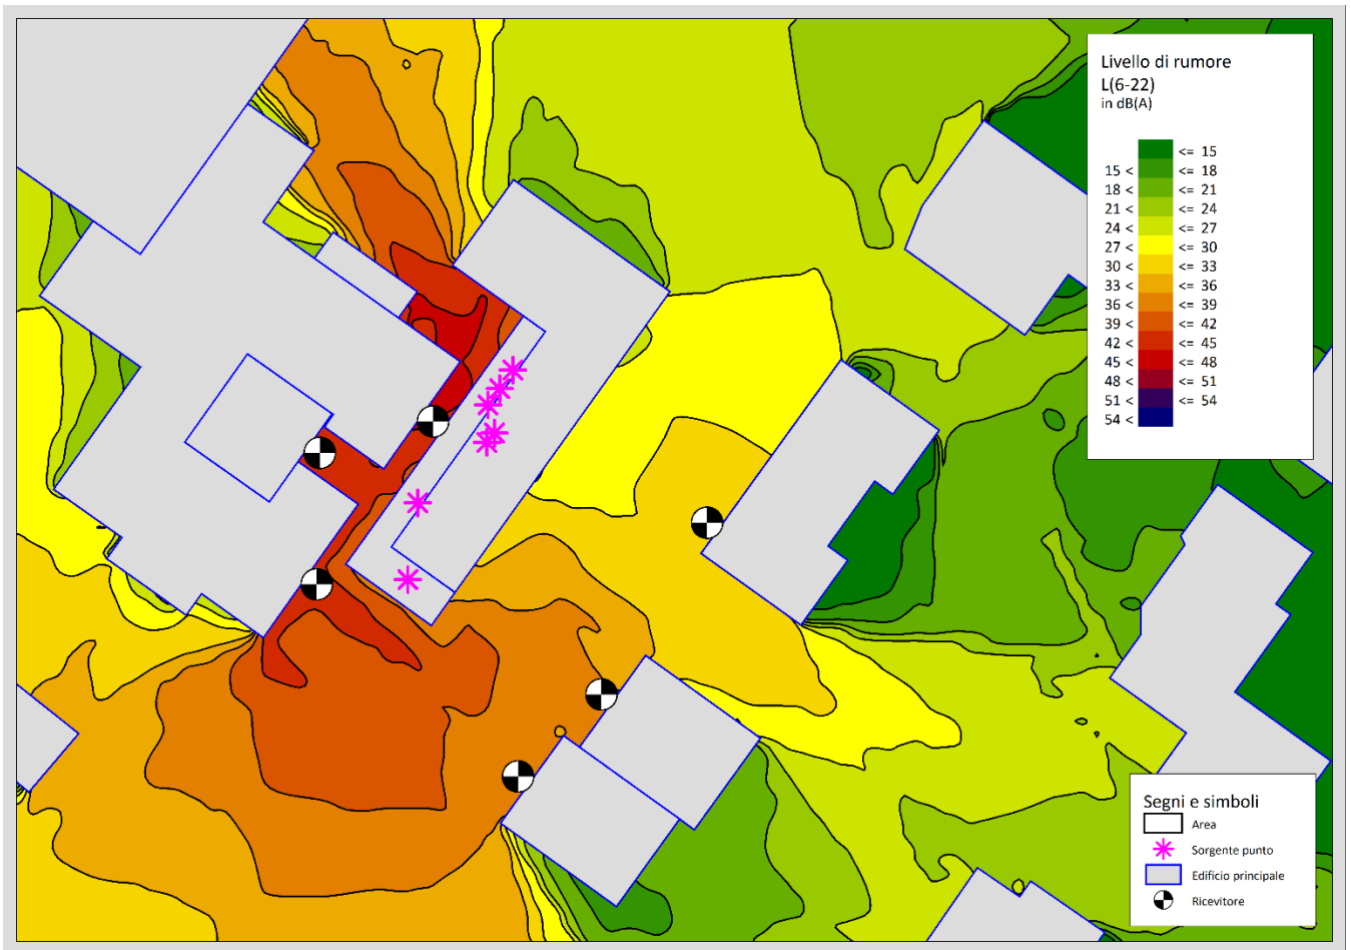 Livello di rumore
L(6-22)
in dB(A)
<= 15
15 < <= 18
18 < <= 21
21 < <= 24
24 < <= 27
27 < <= 30
30 < <= 33
33 < <= 36
36 < <= 39
39 < <= 42
42 < <= 45
45 < <= 48
48 < <= 51
51 < <= 54
54 <
Segni e simboli
Area
Sorgente punto
Edificio principale
Ricevitore